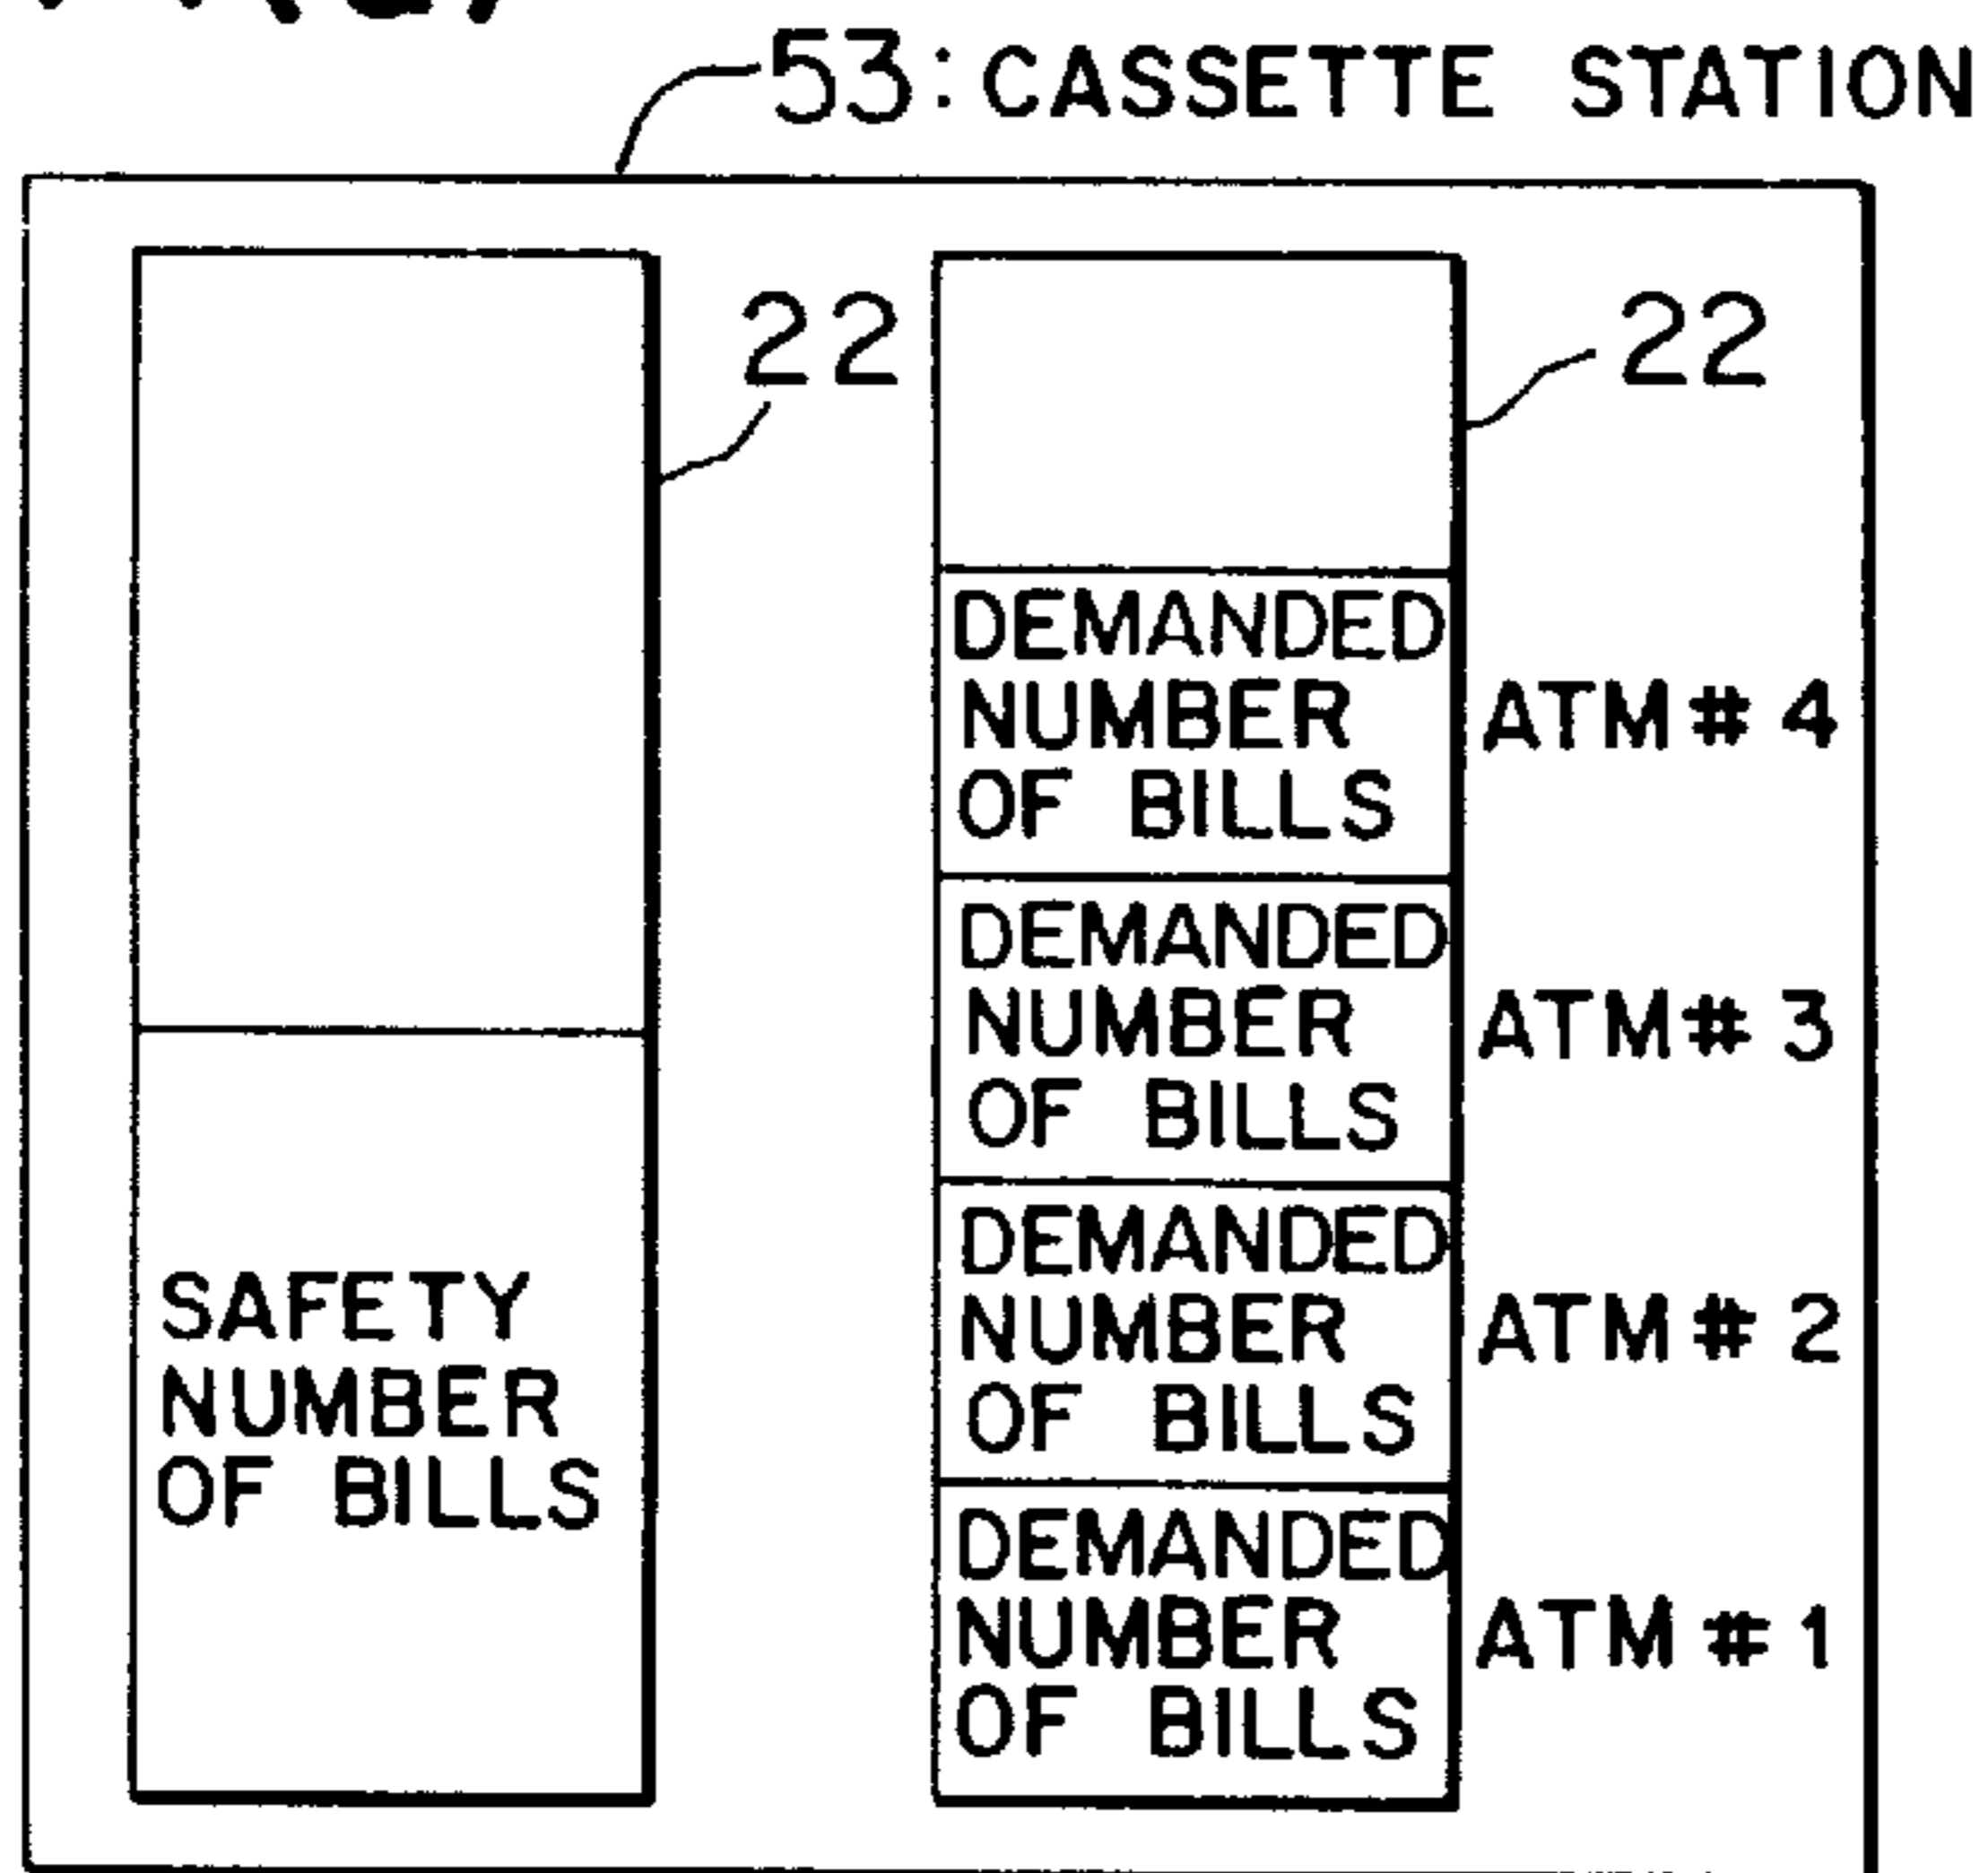 53: CASSETTE STATION
22
22
DEMANDED
NUMBER
OF BILLS
ATM # 4
DEMANDED
NUMBER
OF BILLS
ATM # 3
DEMANDED
NUMBER
OF BILLS
ATM # 2
DEMANDED
NUMBER
OF BILLS
ATM # 1
SAFETY
NUMBER
OF BILLS